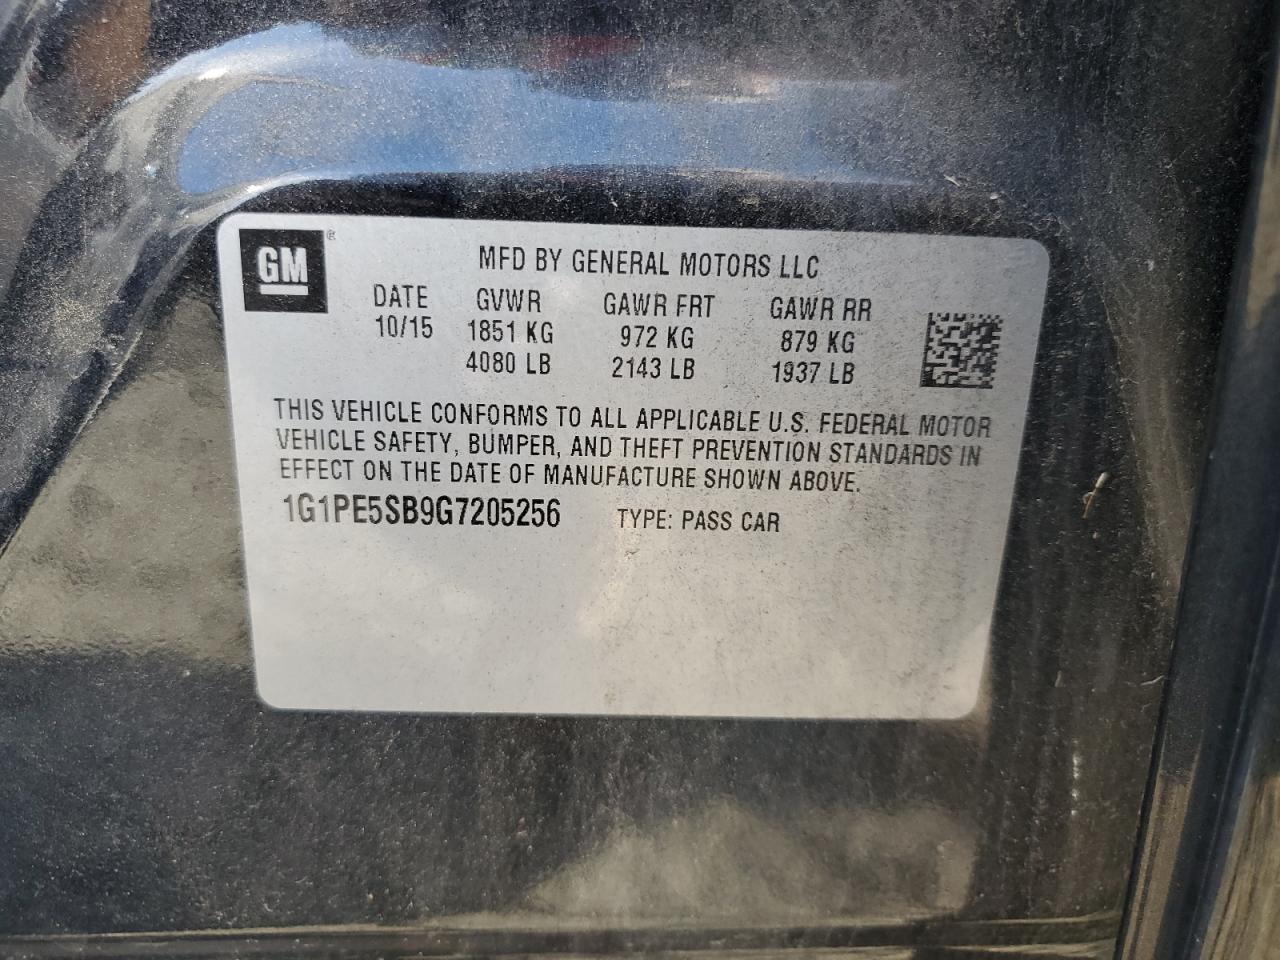 GM®
MFD BY GENERAL MOTORS LLC
DATE GVWR GAWR FRT GAWR RR
10/15 1851 KG 972 KG 879 KG
4080 LB 2143 LB 1937 LB
THIS VEHICLE CONFORMS TO ALL APPLICABLE U.S. FEDERAL MOTOR
VEHICLE SAFETY, BUMPER, AND THEFT PREVENTION STANDARDS IN
EFFECT ON THE DATE OF MANUFACTURE SHOWN ABOVE.
1G1PE5SB9G7205256 TYPE: PASS CAR